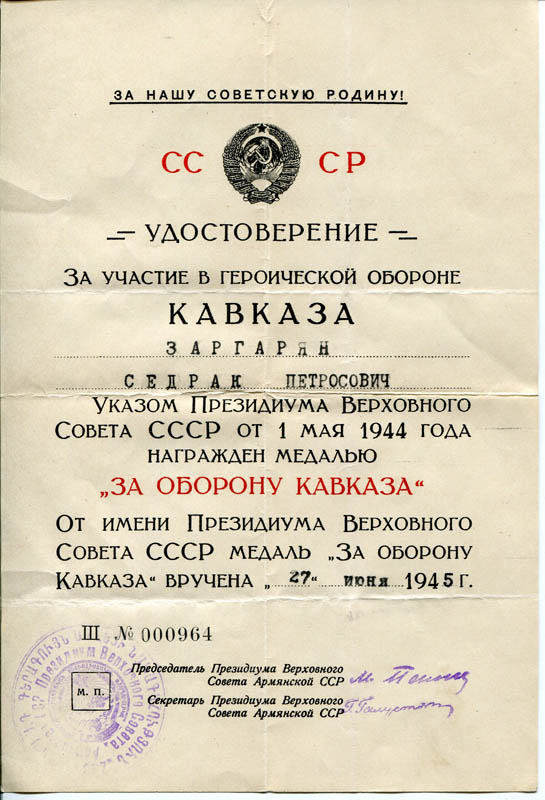 ЗА НАШУ СОВЕТСКУЮ РОДИНУ!
СС СР
УДОСТОВЕРЕНИЕ
ЗА УЧАСТИЕ В ГЕРОИЧЕСКОЙ ОБОРОНЕ
КАВКАЗА
ЗАРГАРЯН
СЕДРАК ПЕТРОСОВИЧ
УКАЗОМ ПРЕЗИДИУМА ВЕРХОВНОГО
СОВЕТА СССР ОТ 1 МАЯ 1944 ГОДА
НАГРАЖДЕН МЕДАЛЬЮ
„ЗА ОБОРОНУ КАВКАЗА“
ОТ ИМЕНИ ПРЕЗИДИУМА ВЕРХОВНОГО
СОВЕТА СССР МЕДАЛЬ „ЗА ОБОРОНУ
КАВКАЗА“ ВРУЧЕНА „27“ июня 1945 Г.
Ш № 000964
Председатель Президиума Верховного
Совета Армянской ССР
М. П.
Секретарь Президиума Верховного
Совета Армянской ССР
Президиум Верховного Совета